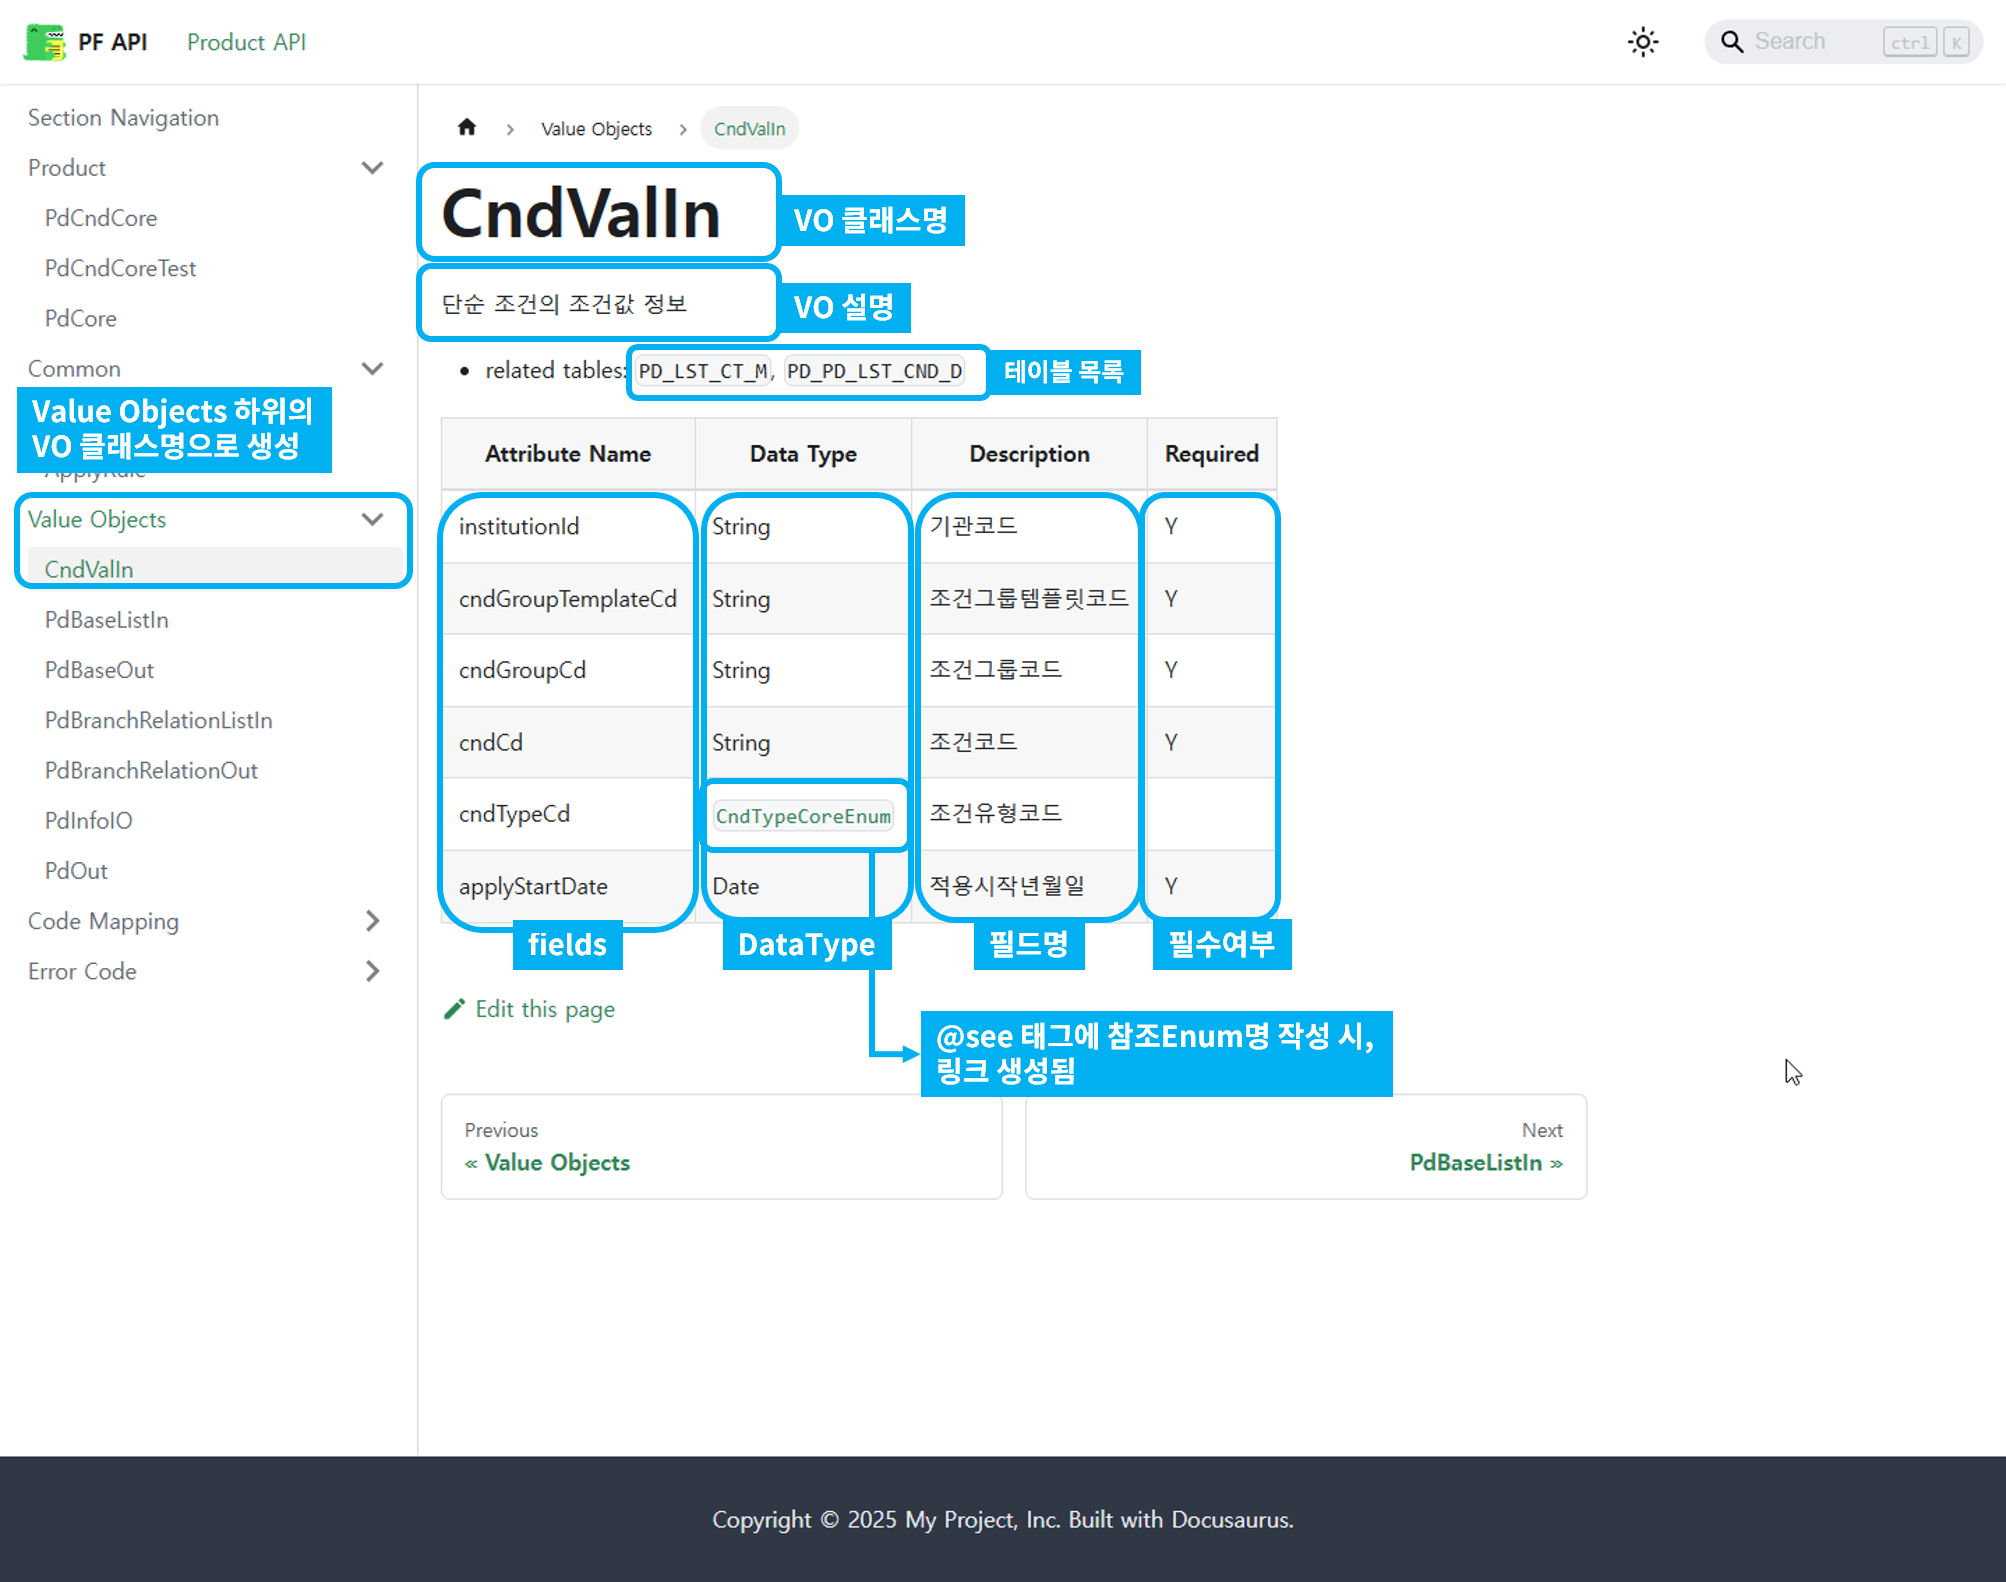 PF API
Product API
Search
ctrl K
Section Navigation
Product
PdCndCore
PdCndCoreTest
PdCore
Common
Value Objects 하위의
VO 클래스명으로 생성
Value Objects
CndValIn
PdBaseListIn
PdBaseOut
PdBranchRelationListIn
PdBranchRelationOut
PdInfoIO
PdOut
Code Mapping
Error Code
Value Objects
CndValIn
CndValIn
VO 클래스명
단순 조건의 조건값 정보
VO 설명
related tables: PD_LST_CT_M, PD_PD_LST_CND_D
테이블 목록
Attribute Name Data Type Description Required
institutionId String 기관코드 Y
cndGroupTemplateCd String 조건그룹템플릿코드 Y
cndGroupCd String 조건그룹코드 Y
cndCd String 조건코드 Y
cndTypeCd CndTypeCoreEnum 조건유형코드
applyStartDate Date 적용시작년월일 Y
fields DataType 필드명 필수여부
Edit this page
@see 태그에 참조Enum명 작성 시,
링크 생성됨
Previous
« Value Objects
Next
PdBaseListIn »
Copyright © 2025 My Project, Inc. Built with Docusaurus.